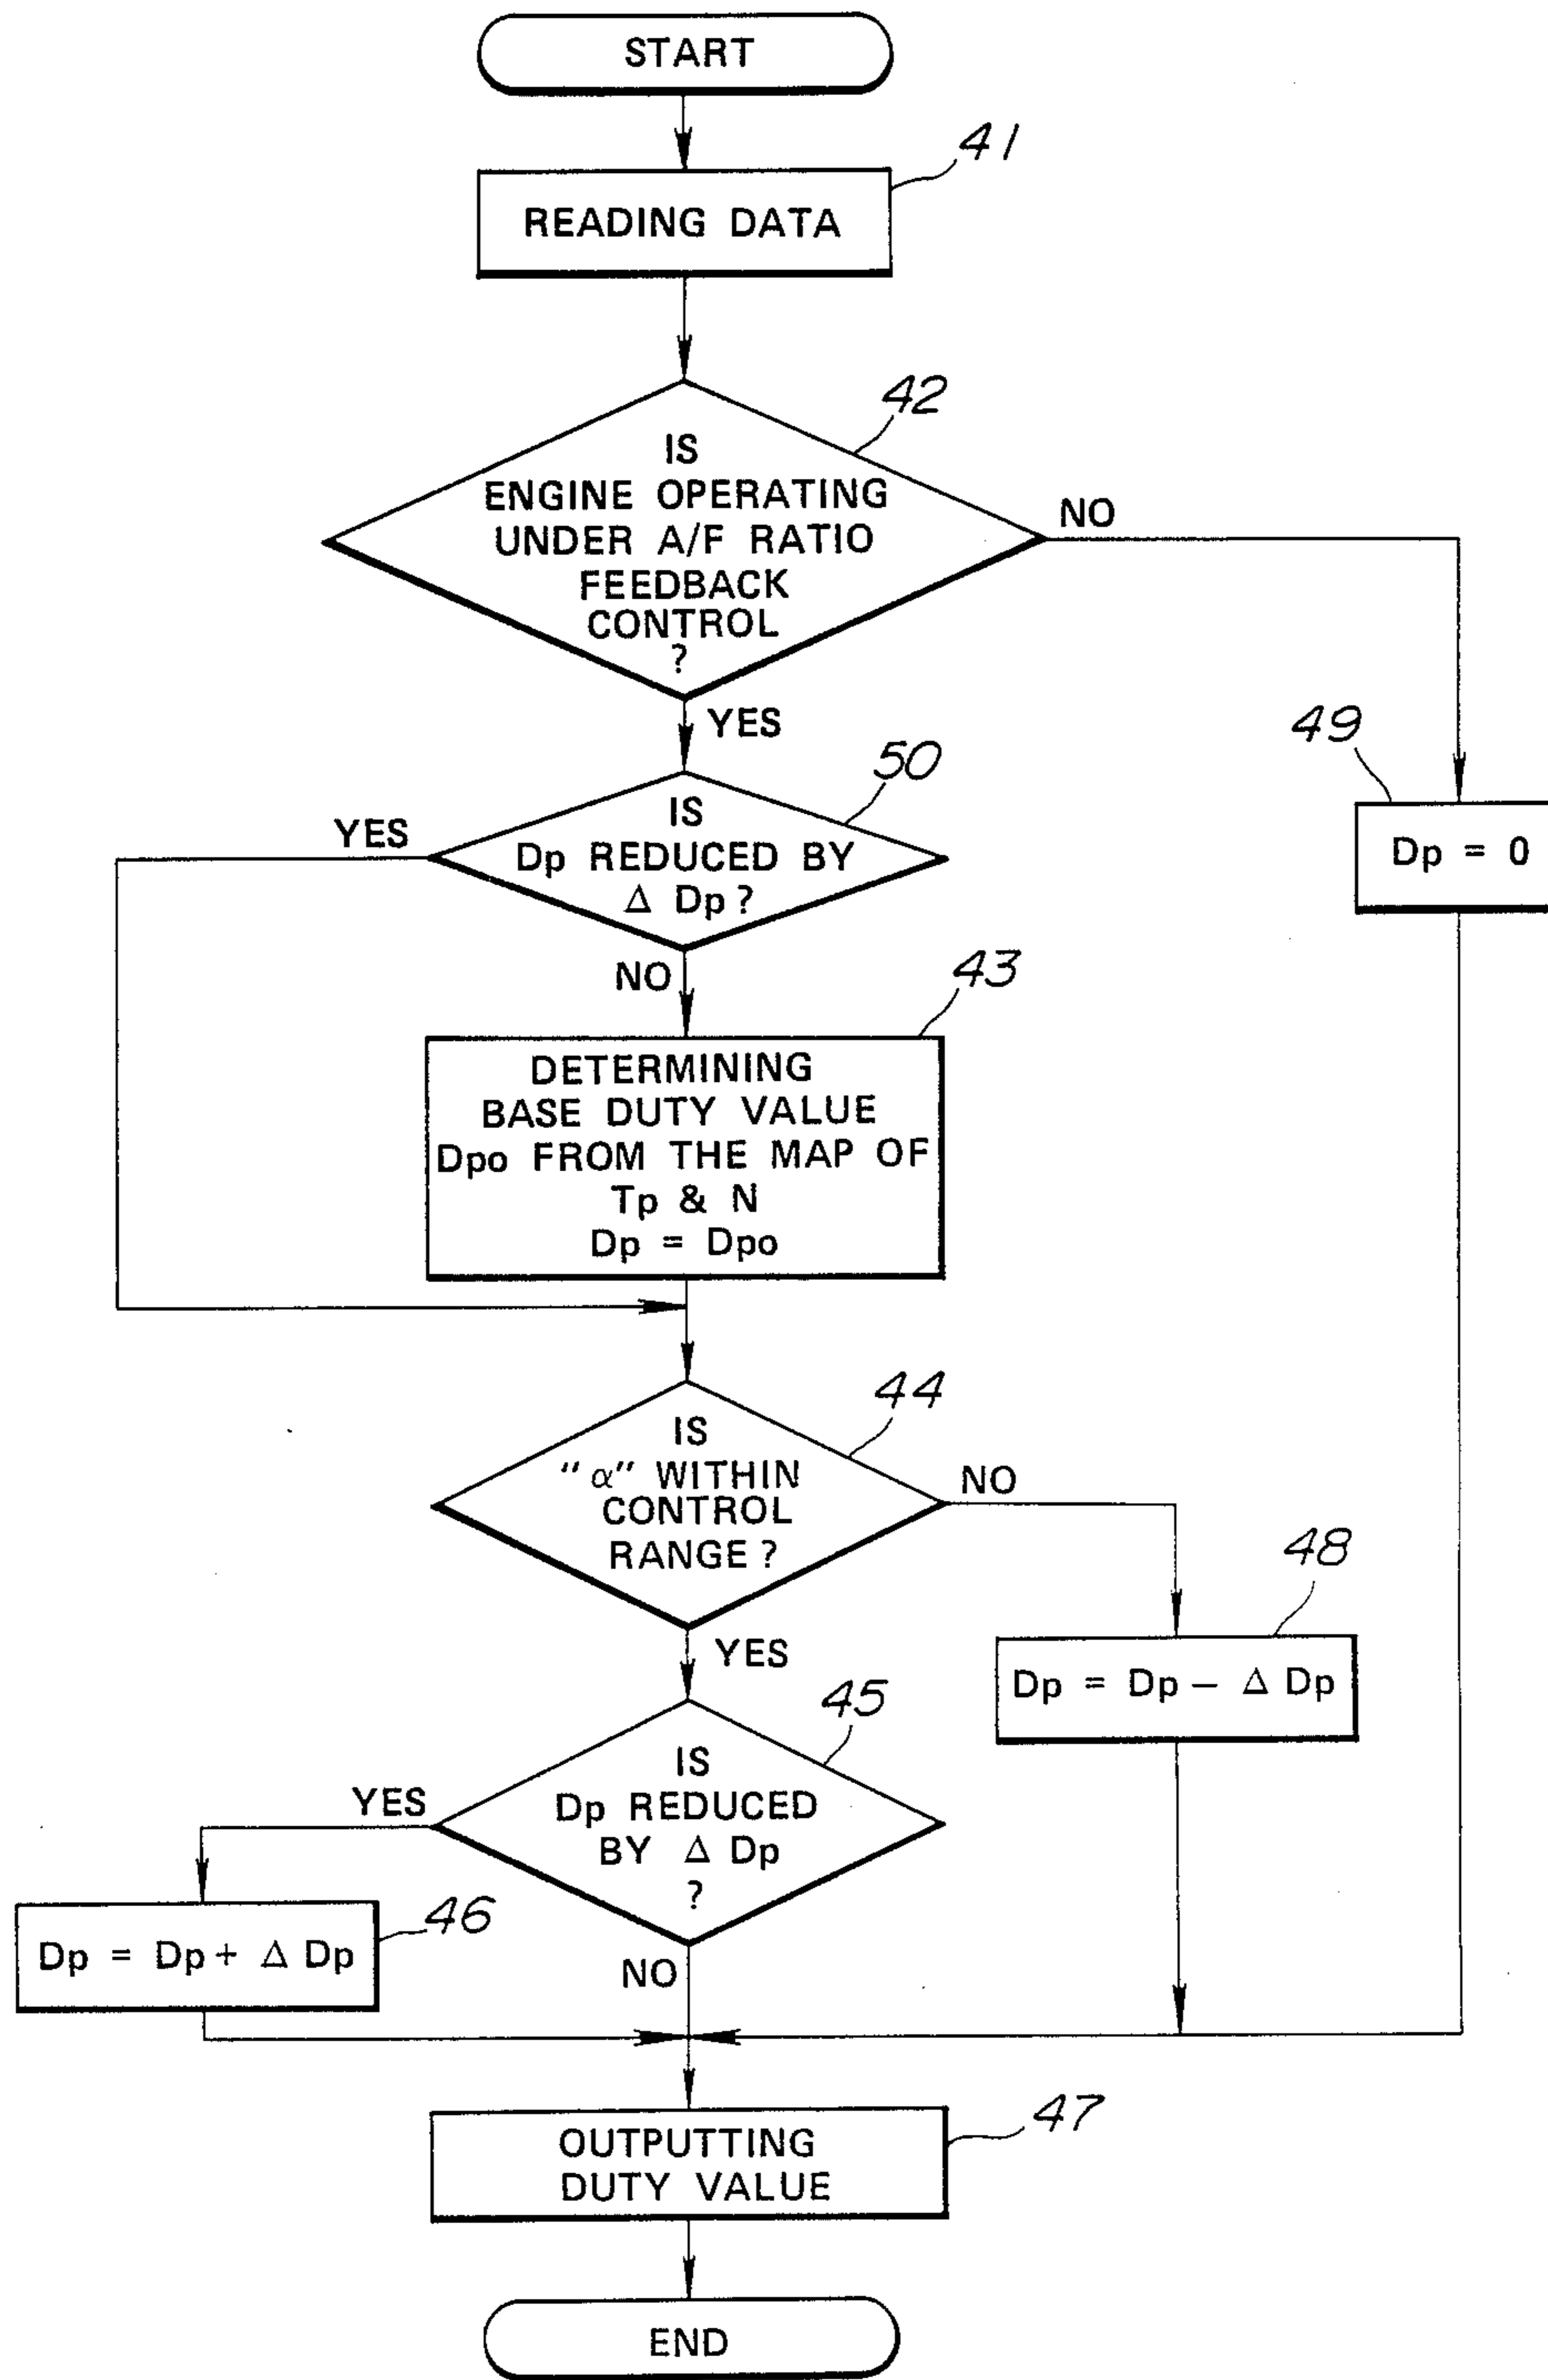 START
41
READING DATA
42
IS
ENGINE OPERATING
UNDER A/F RATIO
FEEDBACK
CONTROL
?
NO
YES
49
Dp = 0
50
IS
Dp REDUCED BY
Δ Dp ?
YES
NO
43
DETERMINING
BASE DUTY VALUE
Dpo FROM THE MAP OF
Tp & N
Dp = Dpo
44
IS
"α" WITHIN
CONTROL
RANGE ?
NO
YES
48
Dp = Dp − Δ Dp
45
IS
Dp REDUCED
BY Δ Dp
?
YES
NO
46
Dp = Dp + Δ Dp
47
OUTPUTTING
DUTY VALUE
END